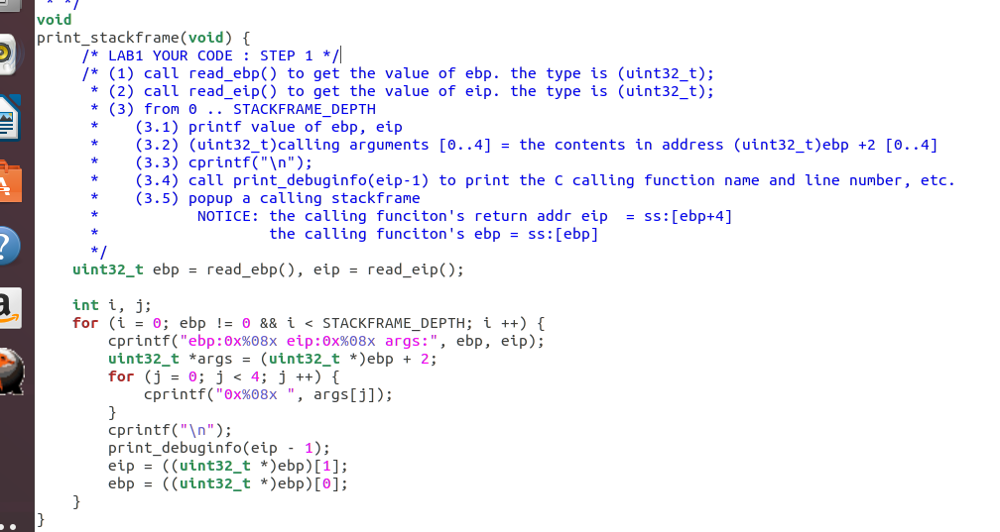 * */
void
print_stackframe(void) {
     /* LAB1 YOUR CODE : STEP 1 */
     /* (1) call read_ebp() to get the value of ebp. the type is (uint32_t);
      * (2) call read_eip() to get the value of eip. the type is (uint32_t);
      * (3) from 0 .. STACKFRAME_DEPTH
      *    (3.1) printf value of ebp, eip
      *    (3.2) (uint32_t)calling arguments [0..4] = the contents in address (uint32_t)ebp +2 [0..4]
      *    (3.3) cprintf("\n");
      *    (3.4) call print_debuginfo(eip-1) to print the C calling function name and line number, etc.
      *    (3.5) popup a calling stackframe
      *           NOTICE: the calling funciton's return addr eip  = ss:[ebp+4]
      *                   the calling funciton's ebp = ss:[ebp]
      */
    uint32_t ebp = read_ebp(), eip = read_eip();

    int i, j;
    for (i = 0; ebp != 0 && i < STACKFRAME_DEPTH; i ++) {
        cprintf("ebp:0x%08x eip:0x%08x args:", ebp, eip);
        uint32_t *args = (uint32_t *)ebp + 2;
        for (j = 0; j < 4; j ++) {
            cprintf("0x%08x ", args[j]);
        }
        cprintf("\n");
        print_debuginfo(eip - 1);
        eip = ((uint32_t *)ebp)[1];
        ebp = ((uint32_t *)ebp)[0];
    }
}